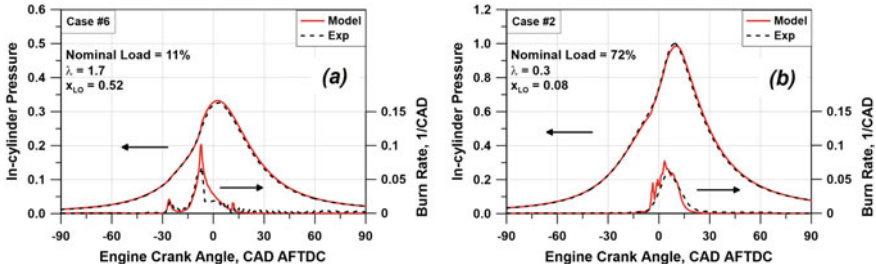 Case #6
Model
Exp
Nominal Load = 11%
λ = 1.7
xLO = 0.52
(a)
In-cylinder Pressure
0.6
0.5
0.4
0.3
0.2
0.1
0.0
Burn Rate, 1/CAD
0.15
0.1
0.05
0
-90 -60 -30 0 30 60 90
Engine Crank Angle, CAD AFTDC
Case #2
Model
Exp
Nominal Load = 72%
λ = 0.3
xLO = 0.08
(b)
In-cylinder Pressure
1.2
1.0
0.8
0.6
0.4
0.2
0.0
Burn Rate, 1/CAD
0.15
0.1
0.05
0
-90 -60 -30 0 30 60 90
Engine Crank Angle, CAD AFTDC